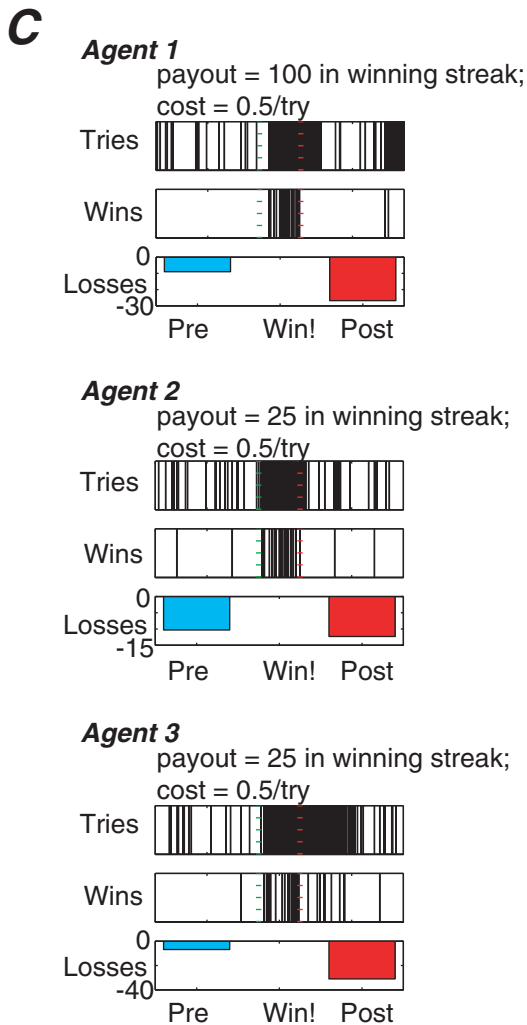 C
Agent 1
payout = 100 in winning streak;
cost = 0.5/try
Tries
Wins
0
Losses
-30
Pre Win! Post
Agent 2
payout = 25 in winning streak;
cost = 0.5/try
Tries
Wins
0
Losses
-15
Pre Win! Post
Agent 3
payout = 25 in winning streak;
cost = 0.5/try
Tries
Wins
0
Losses
-40
Pre Win! Post